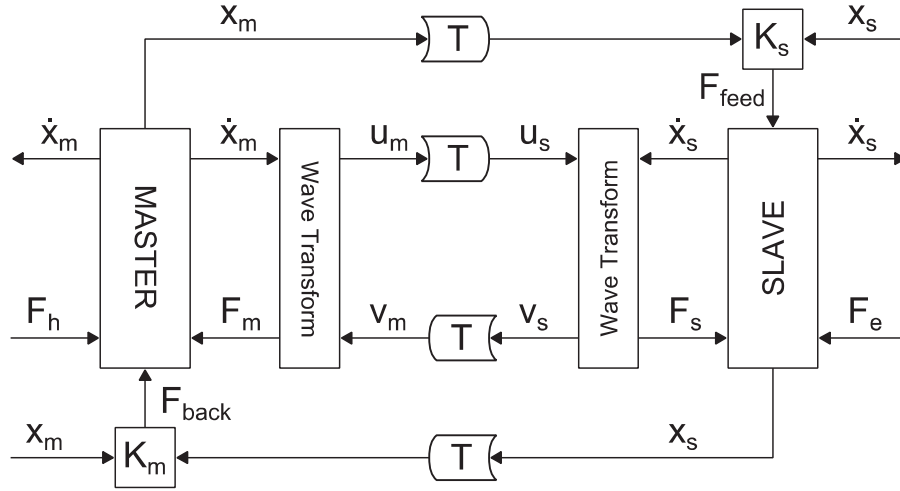 x_m
T
K_s
x_s
F_feed
ẋ_m
ẋ_m
u_m
T
u_s
ẋ_s
ẋ_s
MASTER
Wave Transform
Wave Transform
SLAVE
F_h
F_m
v_m
T
v_s
F_s
F_e
F_back
x_m
K_m
T
x_s